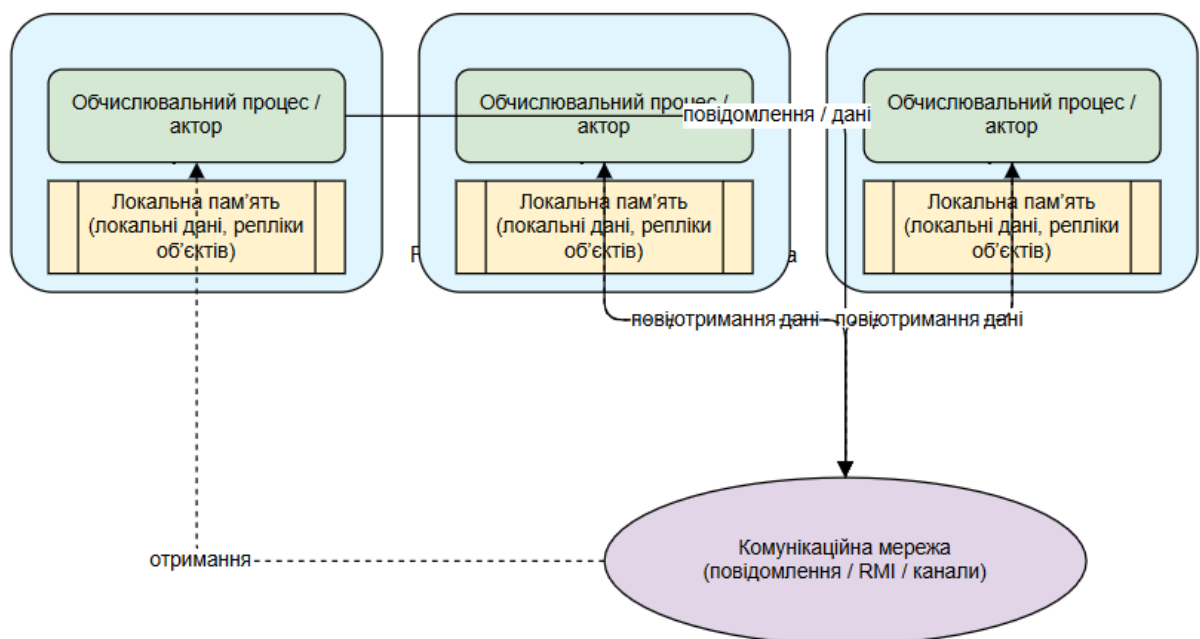 Обчислювальний процес /
актор
Обчислювальний процес /
актор
повідомлення / дані
Обчислювальний процес /
актор
Локальна пам’ять
(локальні дані, репліки
об’єктів)
Локальна пам’ять
(локальні дані, репліки
об’єктів)
Локальна пам’ять
(локальні дані, репліки
об’єктів)
отримання дані
отримання дані
отримання
Комунікаційна мережа
(повідомлення / RMI / канали)